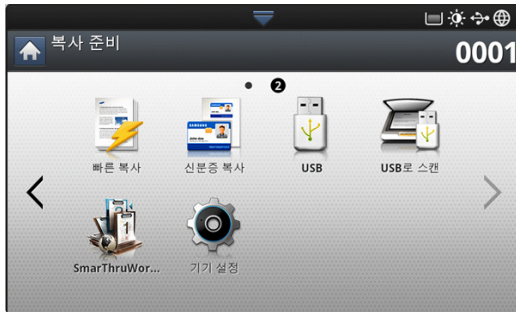 복사 준비
0001
2
빠른 복사
신분증 복사
USB
USB로 스캔
SmarThruWor...
기기 설정